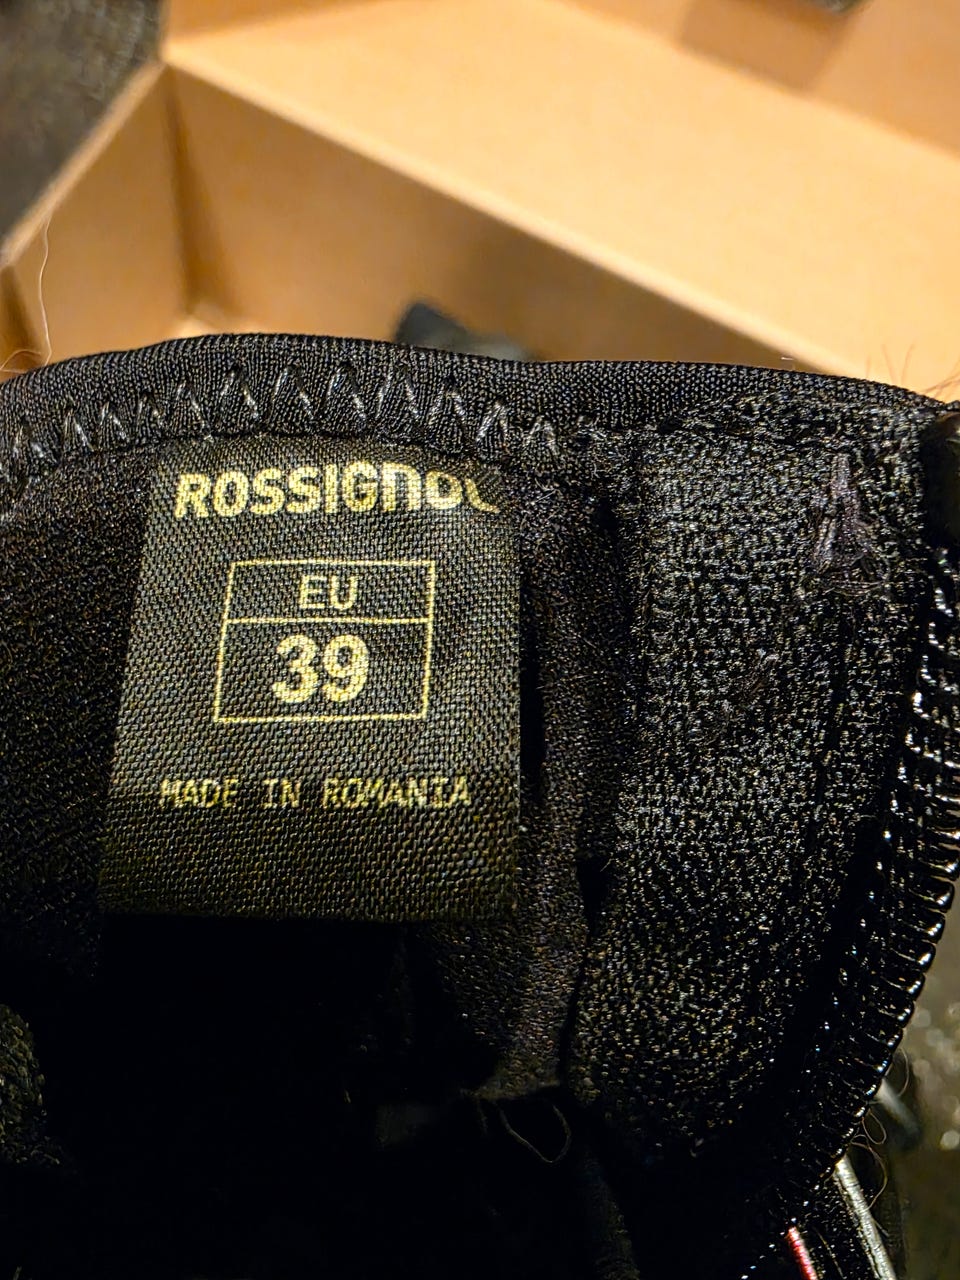 ROSSIGNOL
EU
39
MADE IN ROMANIA